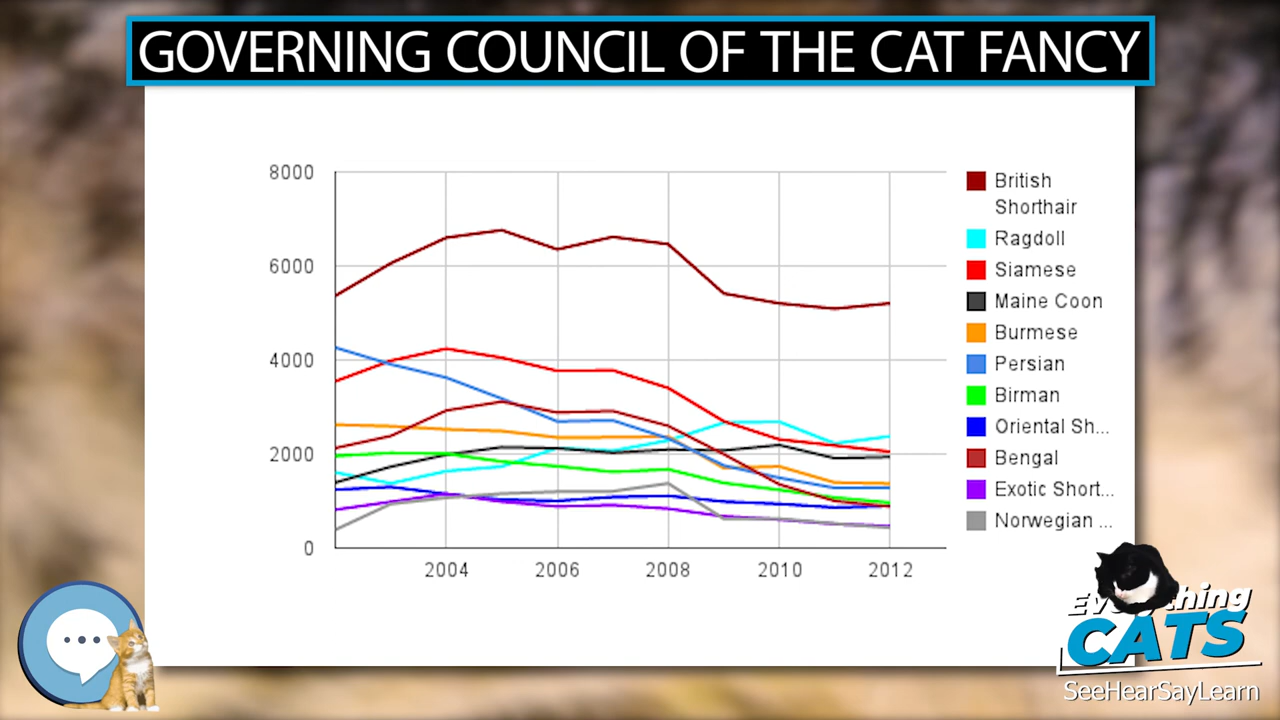 GOVERNING COUNCIL OF THE CAT FANCY
8000
6000
4000
2000
0
2004
2006
2008
2010
2012
British
Shorthair
Ragdoll
Siamese
Maine Coon
Burmese
Persian
Birman
Oriental Sh...
Bengal
Exotic Short...
Norwegian ...
Everything
CATS
SeeHearSayLearn